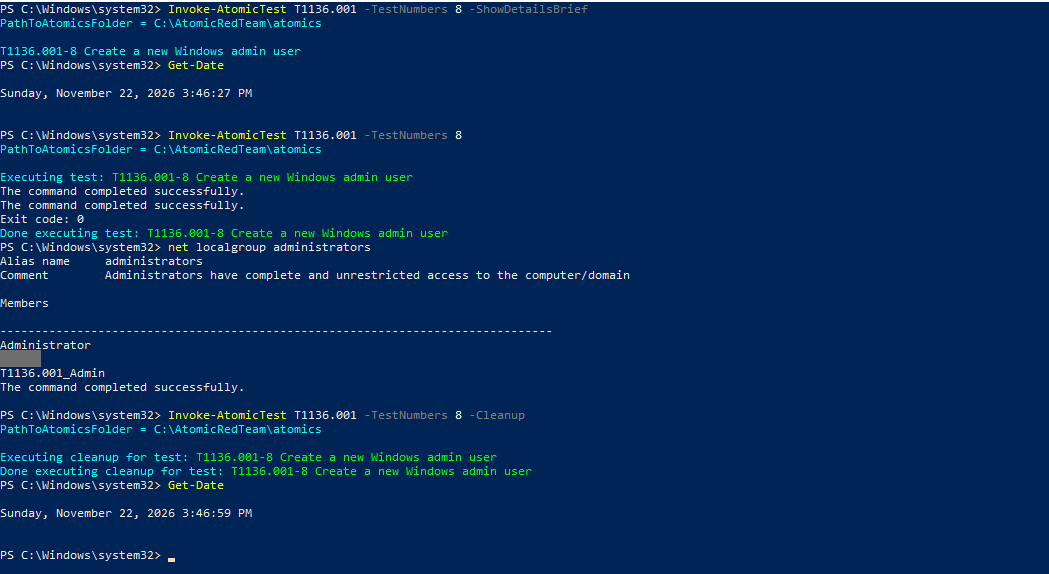 PS C:\Windows\system32> Invoke-AtomicTest T1136.001 -TestNumbers 8 -ShowDetailsBrief
PathToAtomicsFolder = C:\AtomicRedTeam\atomics
T1136.001-8 Create a new Windows admin user
PS C:\Windows\system32> Get-Date
Sunday, November 22, 2026 3:46:27 PM
PS C:\Windows\system32> Invoke-AtomicTest T1136.001 -TestNumbers 8
PathToAtomicsFolder = C:\AtomicRedTeam\atomics
Executing test: T1136.001-8 Create a new Windows admin user
The command completed successfully.
The command completed successfully.
Exit code: 0
Done executing test: T1136.001-8 Create a new Windows admin user
PS C:\Windows\system32> net localgroup administrators
Alias name     administrators
Comment        Administrators have complete and unrestricted access to the computer/domain
Members
-------------------------------------------------------------------------------
Administrator
T1136.001_Admin
The command completed successfully.
PS C:\Windows\system32> Invoke-AtomicTest T1136.001 -TestNumbers 8 -Cleanup
PathToAtomicsFolder = C:\AtomicRedTeam\atomics
Executing cleanup for test: T1136.001-8 Create a new Windows admin user
Done executing cleanup for test: T1136.001-8 Create a new Windows admin user
PS C:\Windows\system32> Get-Date
Sunday, November 22, 2026 3:46:59 PM
PS C:\Windows\system32>